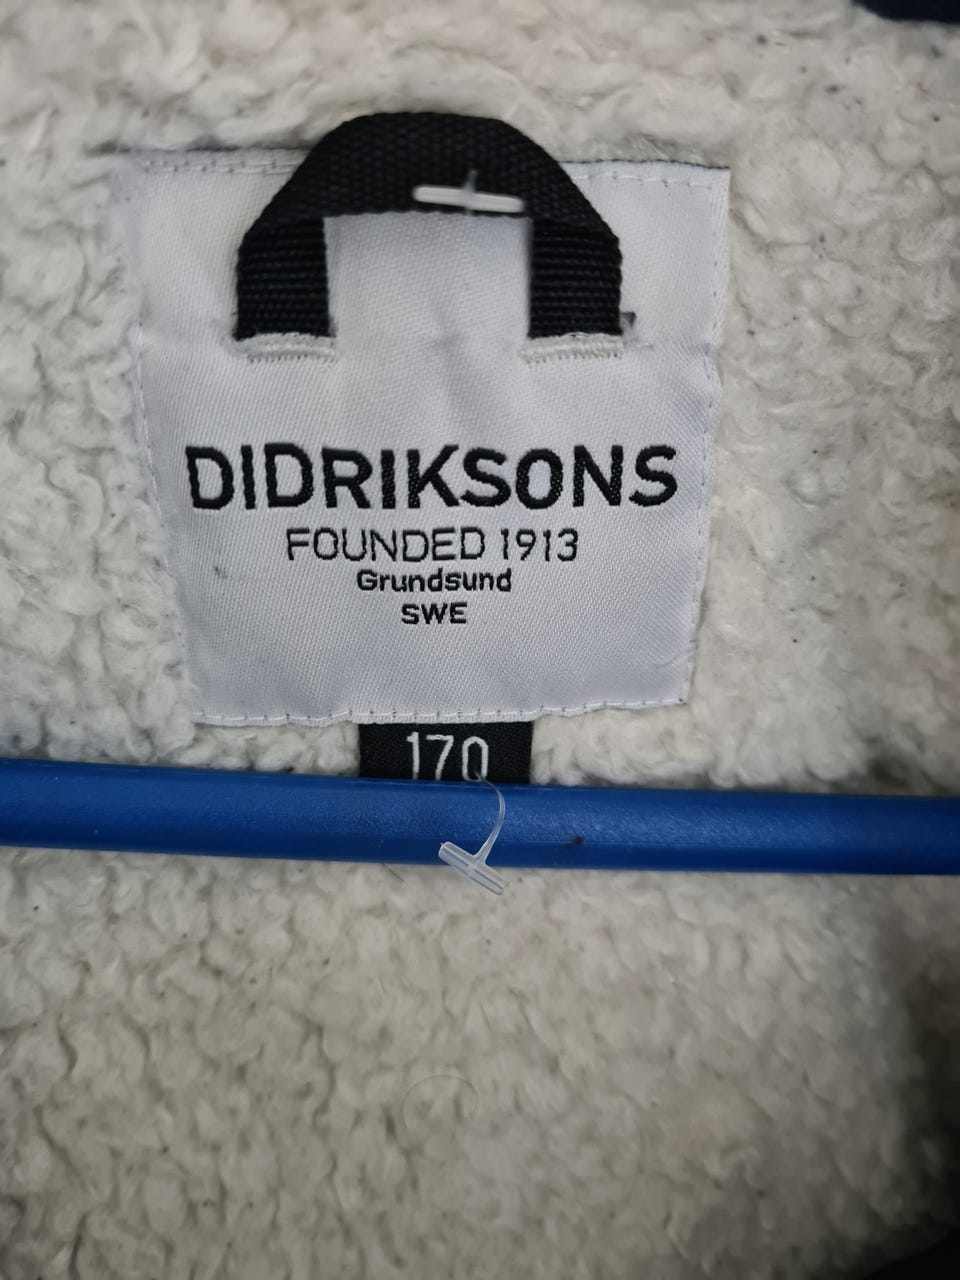 DIDRIKSONS
FOUNDED 1913
Grundsund
SWE
170